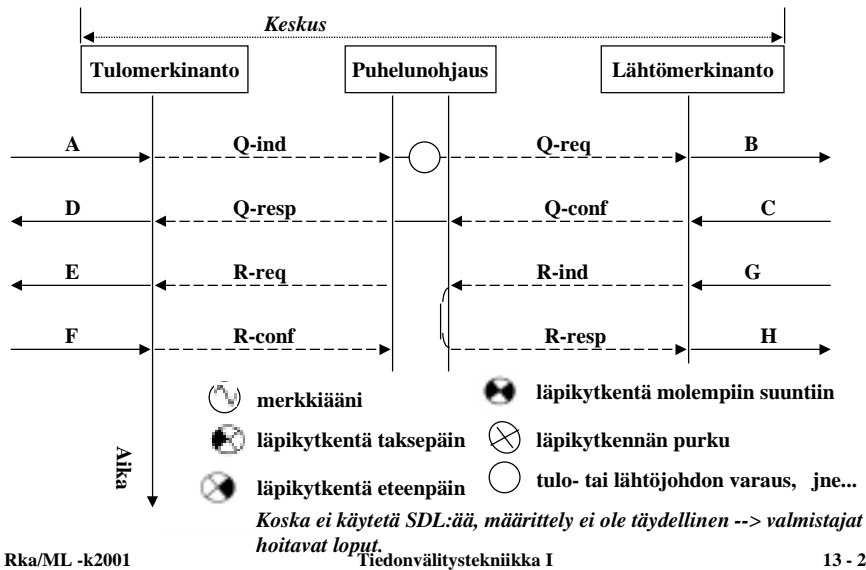 Keskus
Tulomerkinanto Puhelunohjaus Lähtömerkinanto
A Q-ind Q-req B
D Q-resp Q-conf C
E R-req R-ind G
F R-conf R-resp H
merkkiääni läpikytkentä molempiin suuntiin
läpikytkentä taksepäin läpikytkennän purku
läpikytkentä eteenpäin tulo- tai lähtöjohdon varaus, jne...
Aika
Koska ei käytetä SDL:ää, määrittely ei ole täydellinen --> valmistajat
hoitavat loput.
Rka/ML -k2001 Tiedonvälitystekniikka I 13 - 2